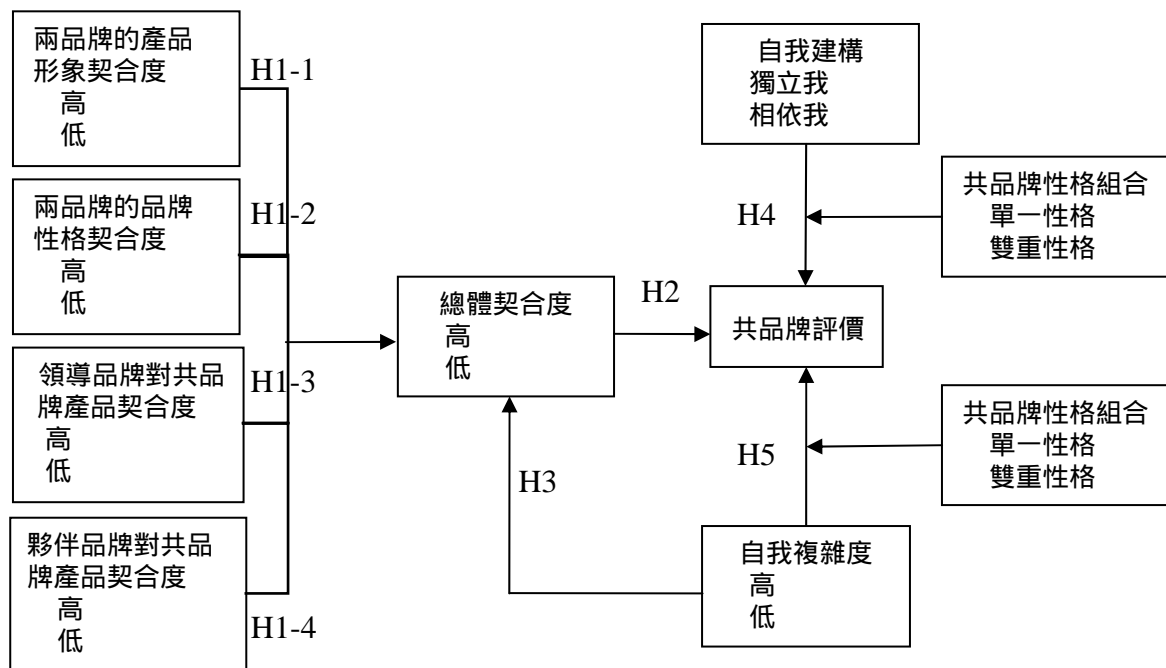 兩品牌的產品
形象契合度
高
低
H1-1
兩品牌的品牌
性格契合度
高
低
H1-2
領導品牌對共品
牌產品契合度
高
低
H1-3
夥伴品牌對共品
牌產品契合度
高
低
H1-4
總體契合度
高
低
H2
H3
自我建構
獨立我
相依我
H4
共品牌性格組合
單一性格
雙重性格
共品牌評價
H5
共品牌性格組合
單一性格
雙重性格
自我複雜度
高
低